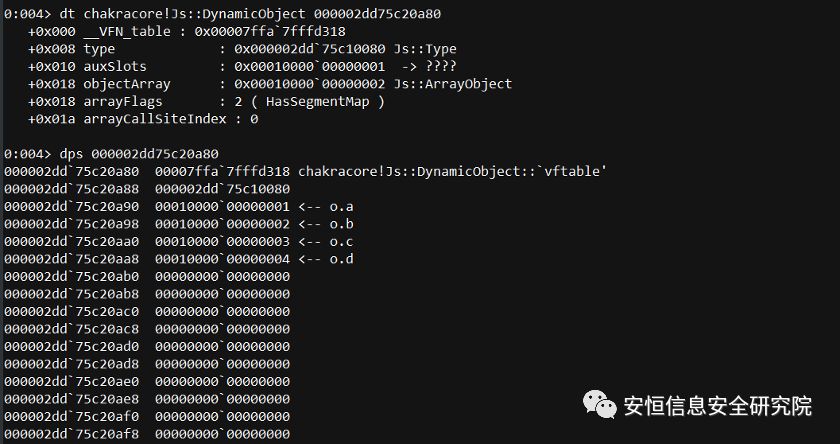 0:004> dt chakracore!Js::DynamicObject 000002dd75c20a80
+0x000 __VFN_table : 0x00007ffa`7fffd318
+0x008 type : 0x000002dd`75c10080 Js::Type
+0x010 auxSlots : 0x00010000`00000001 -> ????
+0x018 objectArray : 0x00010000`00000002 Js::ArrayObject
+0x018 arrayFlags : 2 ( HasSegmentMap )
+0x01a arrayCallSiteIndex : 0
0:004> dps 000002dd75c20a80
000002dd`75c20a80 00007ffa`7fffd318 chakracore!Js::DynamicObject::`vftable'
000002dd`75c20a88 000002dd`75c10080
000002dd`75c20a90 00010000`00000001 <-- o.a
000002dd`75c20a98 00010000`00000002 <-- o.b
000002dd`75c20aa0 00010000`00000003 <-- o.c
000002dd`75c20aa8 00010000`00000004 <-- o.d
000002dd`75c20ab0 00000000`00000000
000002dd`75c20ab8 00000000`00000000
000002dd`75c20ac0 00000000`00000000
000002dd`75c20ac8 00000000`00000000
000002dd`75c20ad0 00000000`00000000
000002dd`75c20ad8 00000000`00000000
000002dd`75c20ae0 00000000`00000000
000002dd`75c20ae8 00000000`00000000
000002dd`75c20af0 00000000`00000000
000002dd`75c20af8 00000000`00000000
安恒信息安全研究院